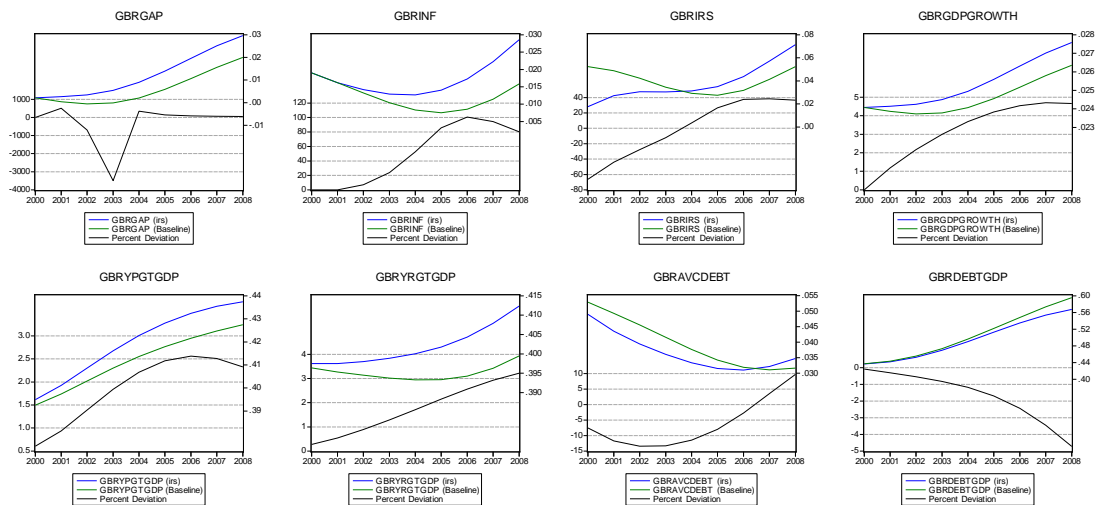 GBRGAP
.03
.02
.01
.00
-.01
1000
0
-1000
-2000
-3000
-4000
2000 2001 2002 2003 2004 2005 2006 2007 2008
GBRGAP (irs)
GBRGAP (Baseline)
Percent Deviation
GBRINF
.030
.025
.020
.015
.010
.005
120
100
80
60
40
20
0
2000 2001 2002 2003 2004 2005 2006 2007 2008
GBRINF (irs)
GBRINF (Baseline)
Percent Deviation
GBRIRS
.08
.06
.04
.02
.00
40
20
0
-20
-40
-60
-80
2000 2001 2002 2003 2004 2005 2006 2007 2008
GBRIRS (irs)
GBRIRS (Baseline)
Percent Deviation
GBRGDPGROWTH
.028
.027
.026
.025
.024
.023
5
4
3
2
1
0
2000 2001 2002 2003 2004 2005 2006 2007 2008
GBRGDPGROWTH (irs)
GBRGDPGROWTH (Baseline)
Percent Deviation
GBRYPGTGDP
.44
.43
.42
.41
.40
.39
3.0
2.5
2.0
1.5
1.0
0.5
2000 2001 2002 2003 2004 2005 2006 2007 2008
GBRYPGTGDP (irs)
GBRYPGTGDP (Baseline)
Percent Deviation
GBRYRGTGDP
.415
.410
.405
.400
.395
.390
4
3
2
1
0
2000 2001 2002 2003 2004 2005 2006 2007 2008
GBRYRGTGDP (irs)
GBRYRGTGDP (Baseline)
Percent Deviation
GBRAVCDEBT
.055
.050
.045
.040
.035
.030
10
5
0
-5
-10
-15
2000 2001 2002 2003 2004 2005 2006 2007 2008
GBRAVCDEBT (irs)
GBRAVCDEBT (Baseline)
Percent Deviation
GBRDEBTGDP
.60
.56
.52
.48
.44
.40
0
-1
-2
-3
-4
-5
2000 2001 2002 2003 2004 2005 2006 2007 2008
GBRDEBTGDP (irs)
GBRDEBTGDP (Baseline)
Percent Deviation